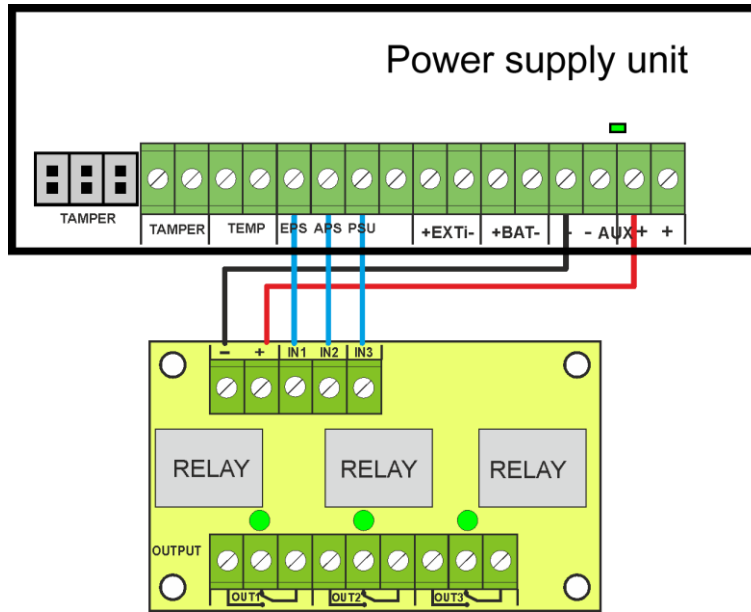 Power supply unit
TAMPER
TAMPER TEMP EPS APS PSU +EXTi- +BAT- - - AUX + +
- + IN1 IN2 IN3
RELAY RELAY RELAY
OUTPUT
OUT1 OUT2 OUT3